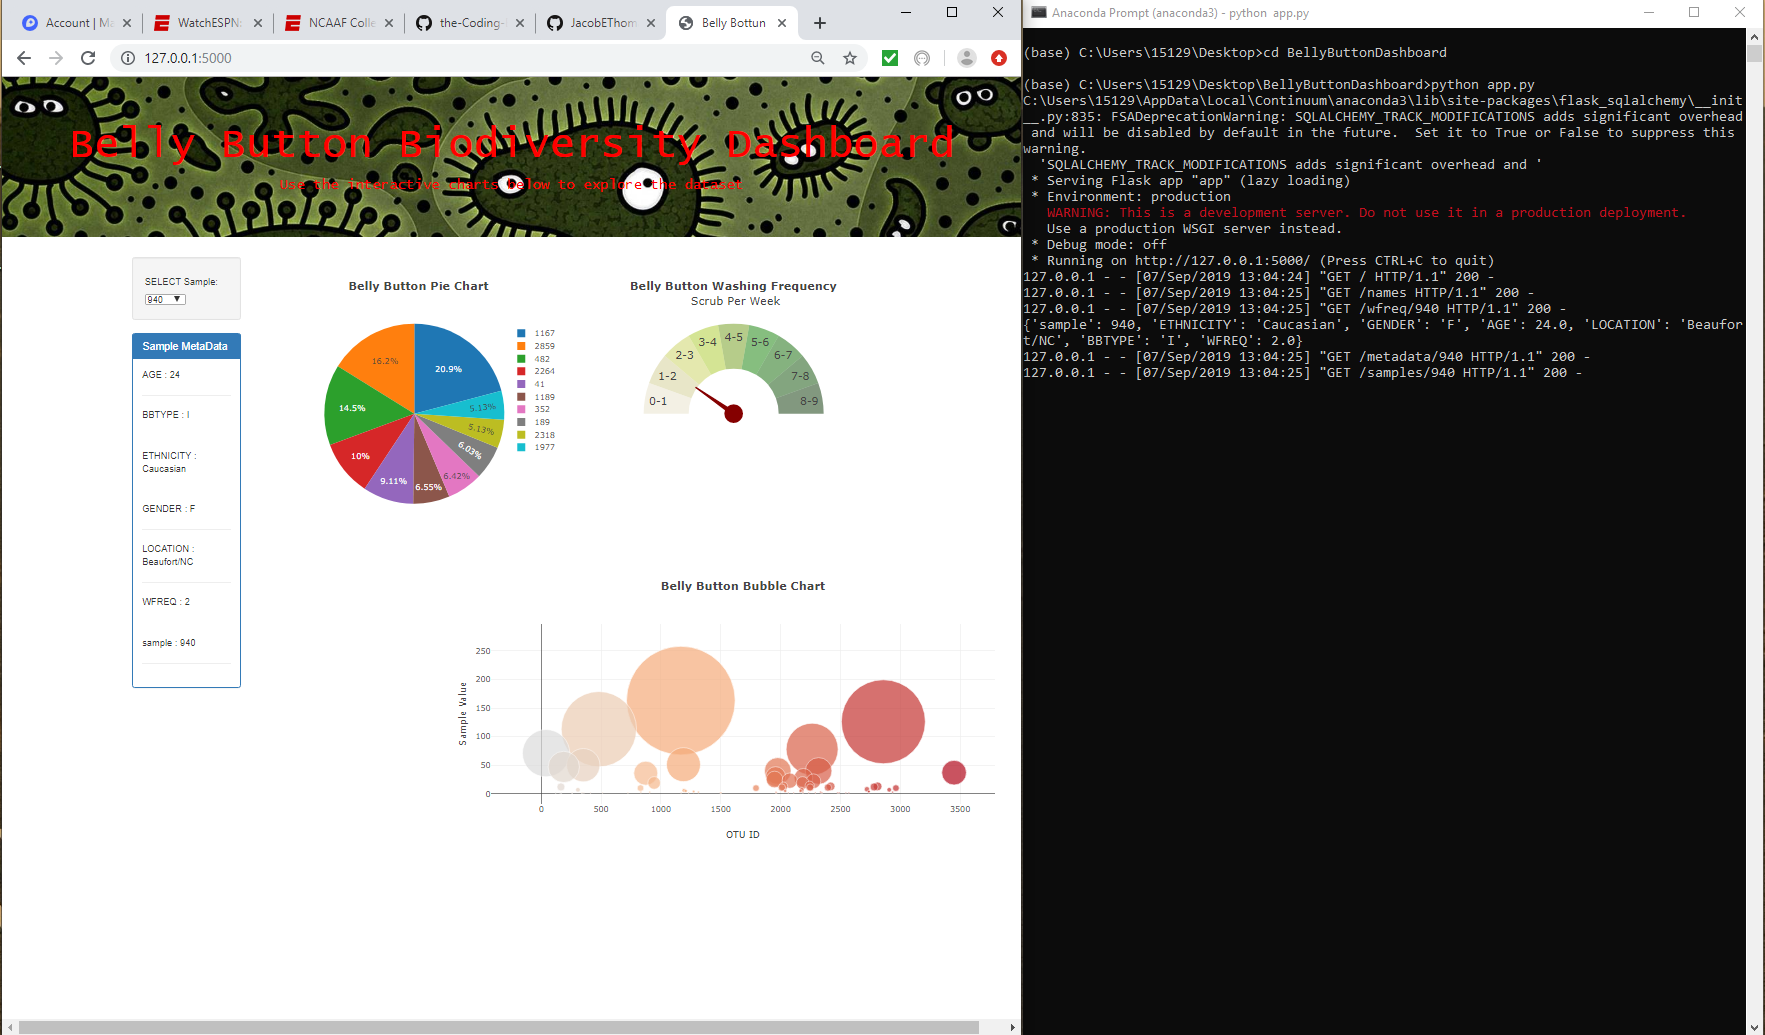 Account | Ma
WatchESPN:
NCAAF Colle
the-Coding-
JacobEThom
Belly Button
127.0.0.1:5000
Belly Button Biodiversity Dashboard
Use the interactive charts below to explore the dataset
SELECT Sample:
940
Sample MetaData
AGE : 24
BBTYPE : I
ETHNICITY :
Caucasian
GENDER : F
LOCATION :
Beaufort/NC
WFREQ : 2
sample : 940
Belly Button Pie Chart
20.9%
5.13%
5.13%
6.03%
6.42%
6.55%
9.11%
10%
14.5%
16.2%
1167
2859
482
2264
41
1189
352
189
2318
1977
Belly Button Washing Frequency
Scrub Per Week
0-1
1-2
2-3
3-4
4-5
5-6
6-7
7-8
8-9
Belly Button Bubble Chart
Sample Value
250
200
150
100
50
0
0 500 1000 1500 2000 2500 3000 3500
OTU ID
Anaconda Prompt (anaconda3) - python  app.py
(base) C:\Users\15129\Desktop>cd BellyButtonDashboard
(base) C:\Users\15129\Desktop\BellyButtonDashboard>python app.py
C:\Users\15129\AppData\Local\Continuum\anaconda3\lib\site-packages\flask_sqlalchemy\__init
__.py:835: FSADeprecationWarning: SQLALCHEMY_TRACK_MODIFICATIONS adds significant overhead
 and will be disabled by default in the future.  Set it to True or False to suppress this
warning.
  'SQLALCHEMY_TRACK_MODIFICATIONS adds significant overhead and '
 * Serving Flask app "app" (lazy loading)
 * Environment: production
   WARNING: This is a development server. Do not use it in a production deployment.
   Use a production WSGI server instead.
 * Debug mode: off
 * Running on http://127.0.0.1:5000/ (Press CTRL+C to quit)
127.0.0.1 - - [07/Sep/2019 13:04:24] "GET / HTTP/1.1" 200 -
127.0.0.1 - - [07/Sep/2019 13:04:25] "GET /names HTTP/1.1" 200 -
127.0.0.1 - - [07/Sep/2019 13:04:25] "GET /wfreq/940 HTTP/1.1" 200 -
{'sample': 940, 'ETHNICITY': 'Caucasian', 'GENDER': 'F', 'AGE': 24.0, 'LOCATION': 'Beaufor
t/NC', 'BBTYPE': 'I', 'WFREQ': 2.0}
127.0.0.1 - - [07/Sep/2019 13:04:25] "GET /metadata/940 HTTP/1.1" 200 -
127.0.0.1 - - [07/Sep/2019 13:04:25] "GET /samples/940 HTTP/1.1" 200 -